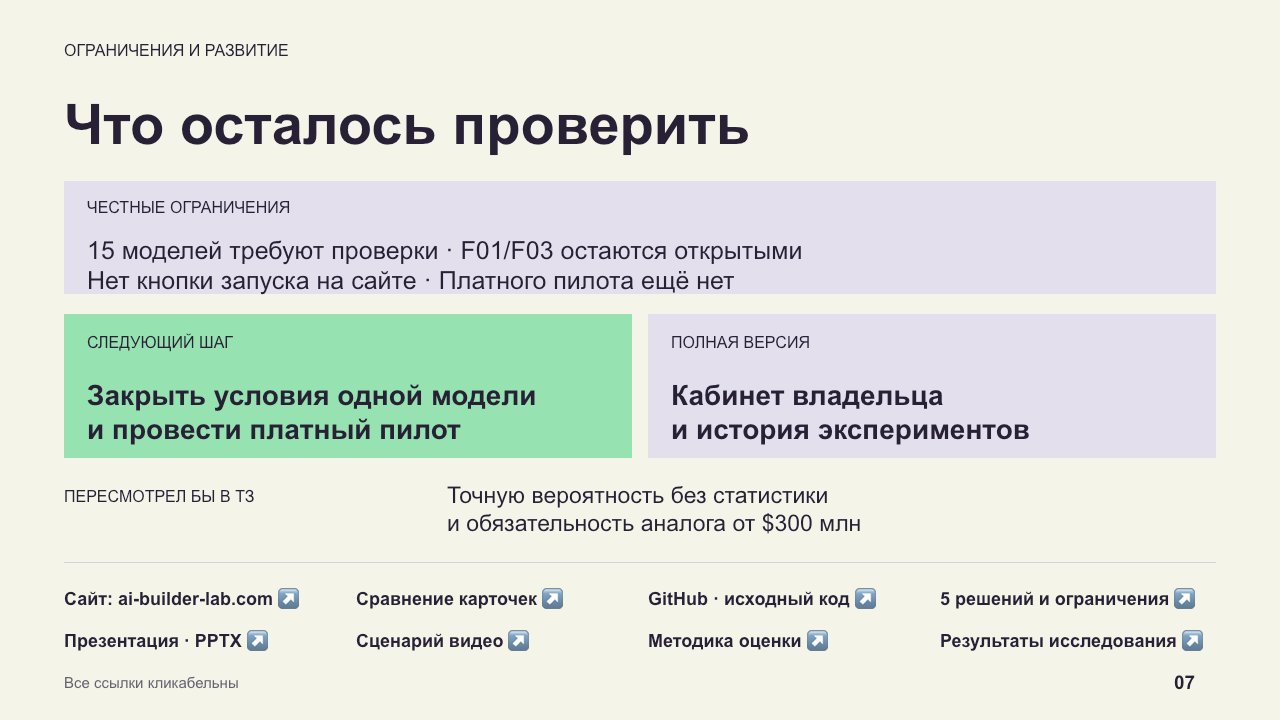 ОГРАНИЧЕНИЯ И РАЗВИТИЕ
Что осталось проверить
ЧЕСТНЫЕ ОГРАНИЧЕНИЯ
15 моделей требуют проверки · F01/F03 остаются открытыми
Нет кнопки запуска на сайте · Платного пилота ещё нет
СЛЕДУЮЩИЙ ШАГ
Закрыть условия одной модели
и провести платный пилот
ПОЛНАЯ ВЕРСИЯ
Кабинет владельца
и история экспериментов
ПЕРЕСМОТРЕЛ БЫ В ТЗ
Точную вероятность без статистики
и обязательность аналога от $300 млн
Сайт: ai-builder-lab.com ↗
Сравнение карточек ↗
GitHub · исходный код ↗
5 решений и ограничения ↗
Презентация · PPTX ↗
Сценарий видео ↗
Методика оценки ↗
Результаты исследования ↗
Все ссылки кликабельны
07